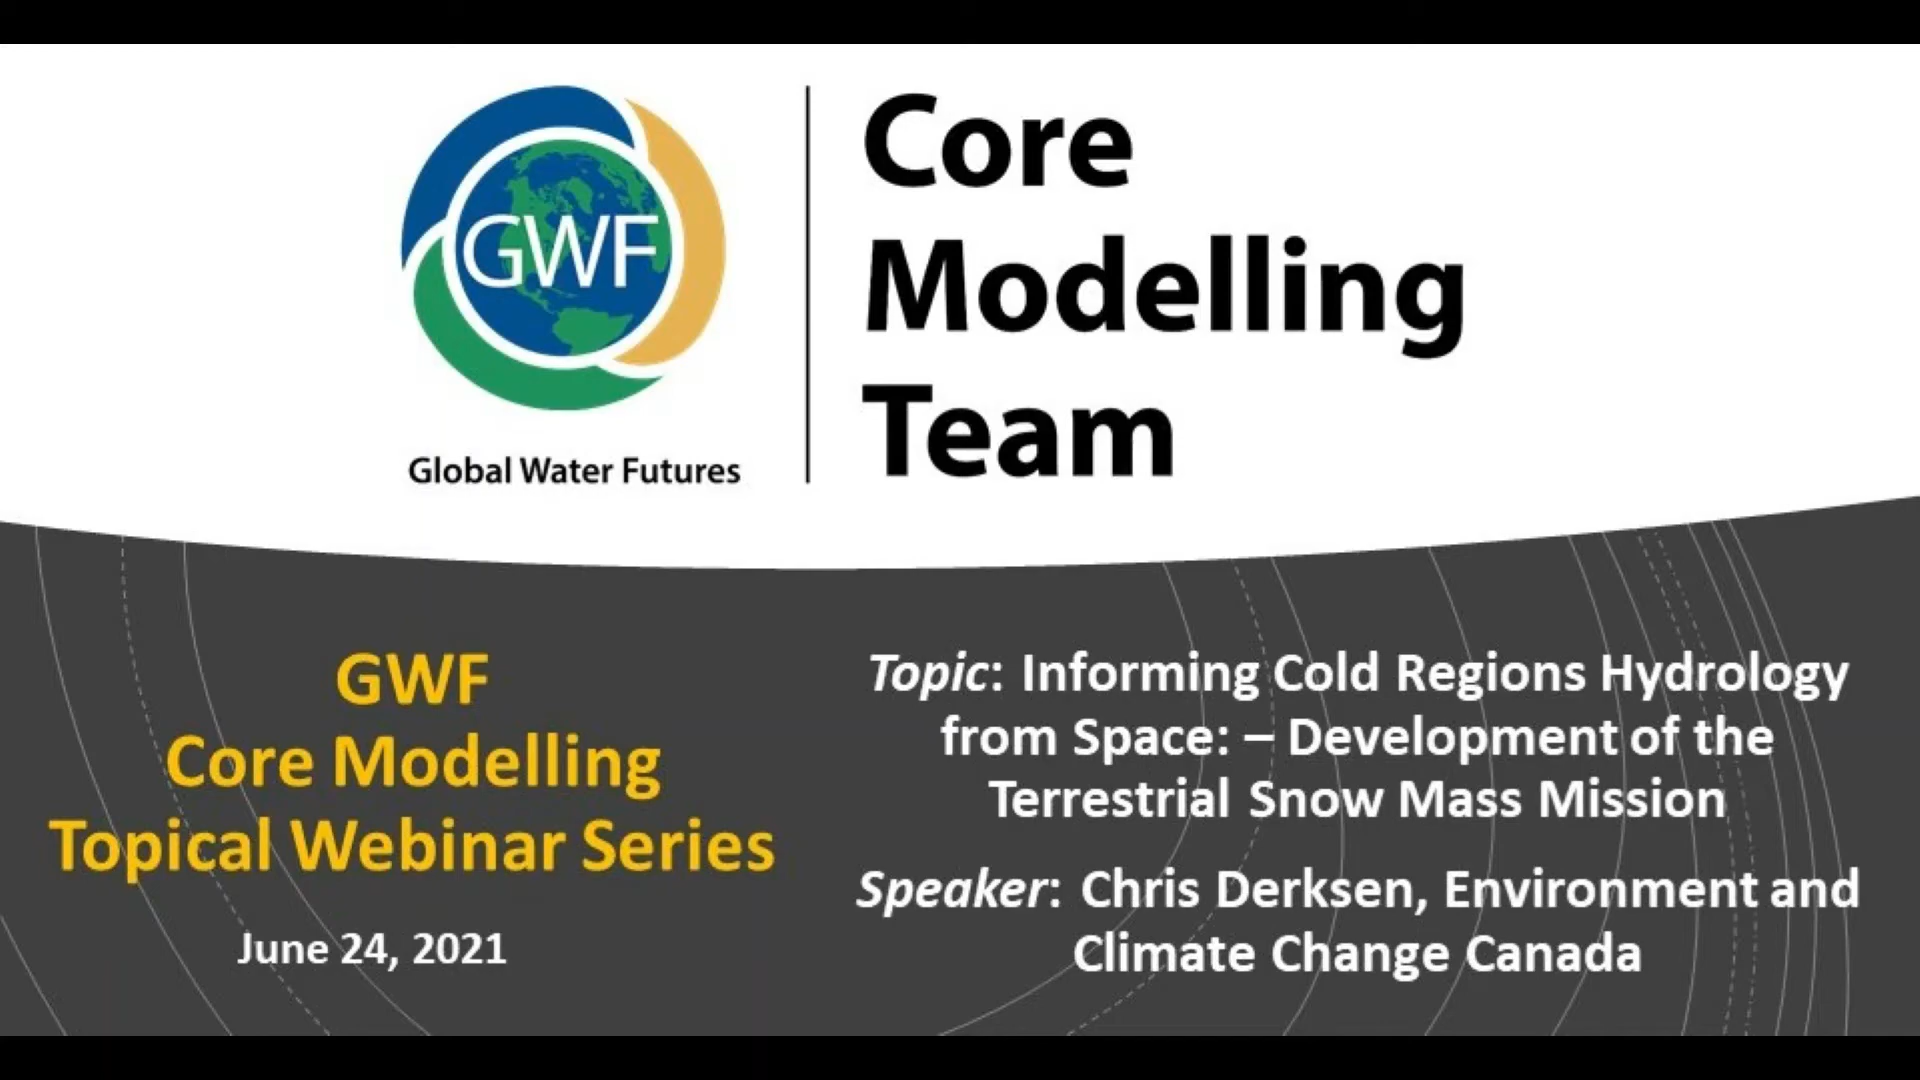 GWF
Global Water Futures
Core
Modelling
Team
GWF
Core Modelling
Topical Webinar Series
June 24, 2021
Topic: Informing Cold Regions Hydrology
from Space: – Development of the
Terrestrial Snow Mass Mission
Speaker: Chris Derksen, Environment and
Climate Change Canada